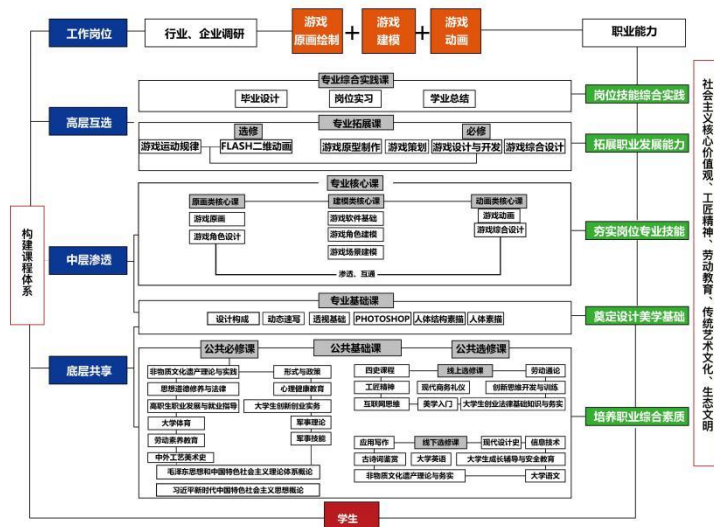 工作岗位
行业、企业调研
游戏
原画绘制
+
游戏
建模
+
游戏
动画
职业能力
构建课程体系
高层互选
中层渗透
底层共享
专业综合实践课
毕业设计
岗位实习
学业总结
岗位技能综合实践
选修
专业拓展课
必修
游戏运动规律
FLASH二维动画
游戏原型制作
游戏策划
游戏设计与开发
游戏综合设计
拓展职业发展能力
专业核心课
原画类核心课
建模类核心课
动画类核心课
游戏原画
游戏软件基础
游戏动画
游戏角色设计
游戏角色建模
游戏综合设计
游戏场景建模
渗透、互通
夯实岗位专业技能
专业基础课
设计构成
动态速写
透视基础
PHOTOSHOP
人体结构素描
人体素描
奠定设计美学基础
公共必修课
公共基础课
公共选修课
非物质文化遗产理论与实践
形式与政策
思想道德修养与法律
心理健康教育
高职生职业发展与就业指导
大学生创新创业实务
大学体育
军事理论
劳动素养教育
军事技能
中外工艺美术史
毛泽东思想和中国特色社会主义理论体系概论
习近平新时代中国特色社会主义思想概论
四史课程
线上选修课
劳动通论
工匠精神
现代商务礼仪
创新思维开发与训练
互联网思维
美学入门
大学生创业法律基础知识与务实
应用写作
线下选修课
现代设计史
信息技术
古诗词鉴赏
大学英语
大学生成长辅导与安全教育
非物质文化遗产理论与务实
大学语文
培养职业综合素质
社会主义核心价值观、工匠精神、劳动教育、传统艺术文化、生态文明
学生